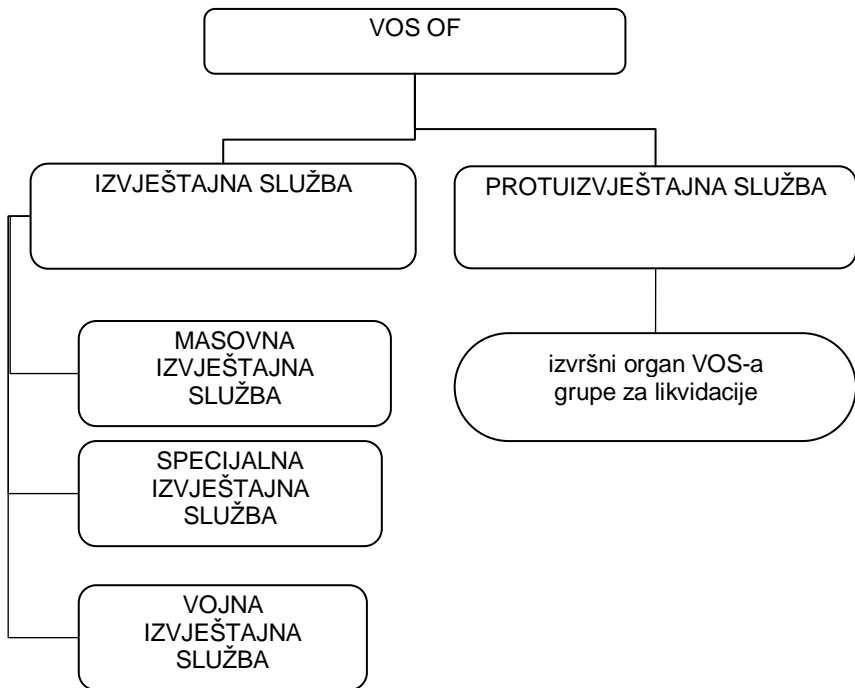 VOS OF
IZVJEŠTAJNA SLUŽBA
PROTUIZVJEŠTAJNA SLUŽBA
MASOVNA
IZVJEŠTAJNA
SLUŽBA
izvršni organ VOS-a
grupe za likvidacije
SPECIJALNA
IZVJEŠTAJNA
SLUŽBA
VOJNA
IZVJEŠTAJNA
SLUŽBA